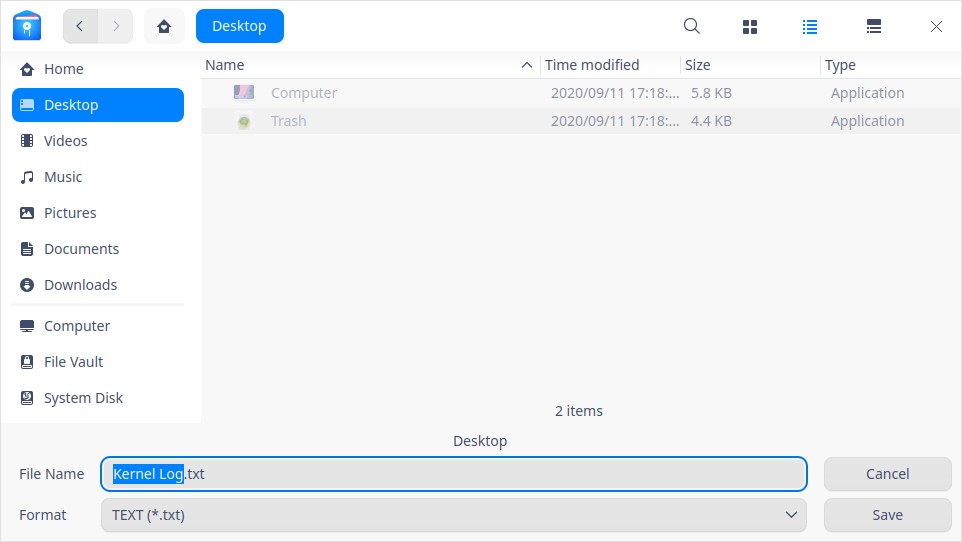 Desktop
Home
Desktop
Videos
Music
Pictures
Documents
Downloads
Computer
File Vault
System Disk
Name Time modified Size Type
Computer 2020/09/11 17:18:... 5.8 KB Application
Trash 2020/09/11 17:18:... 4.4 KB Application
2 items
Desktop
File Name Kernel Log.txt Cancel
Format TEXT (*.txt) Save